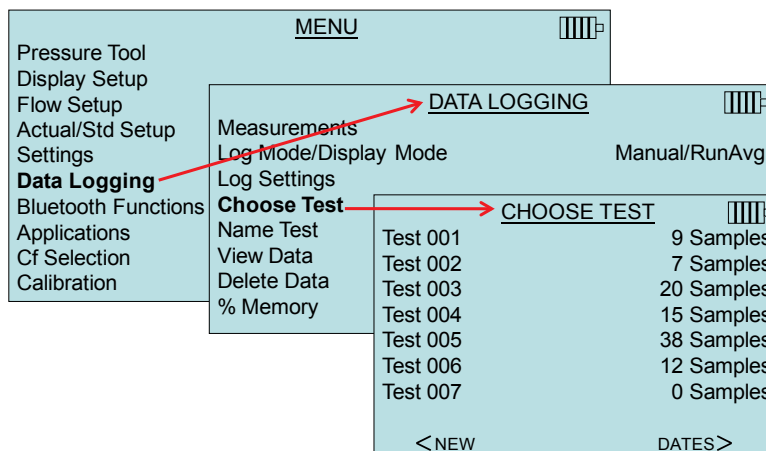 MENU
Pressure Tool
Display Setup
Flow Setup
Actual/Std Setup
Settings
Data Logging
Bluetooth Functions
Applications
Cf Selection
Calibration
DATA LOGGING
Measurements
Log Mode/Display Mode Manual/RunAvg
Log Settings
Choose Test
Name Test
View Data
Delete Data
% Memory
CHOOSE TEST
Test 001 9 Samples
Test 002 7 Samples
Test 003 20 Samples
Test 004 15 Samples
Test 005 38 Samples
Test 006 12 Samples
Test 007 0 Samples
<NEW DATES>